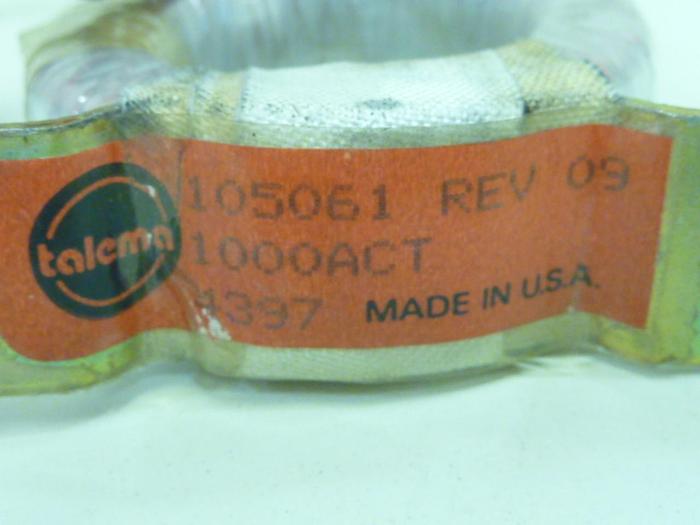 talema
105061 REV 09
1000ACT
4397 MADE IN U.S.A.